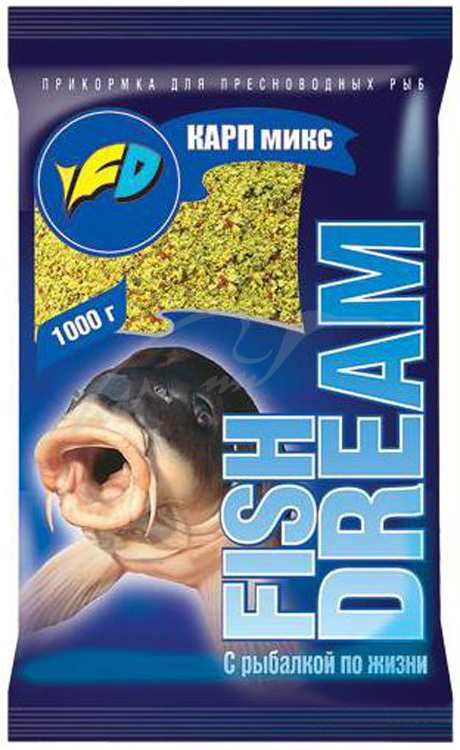 ПРИКОРМКА ДЛЯ ПРЕСНОВОДНЫХ РЫБ
FD
КАРП МИКС
1000 г
FISH
DREAM
С рыбалкой по жизни